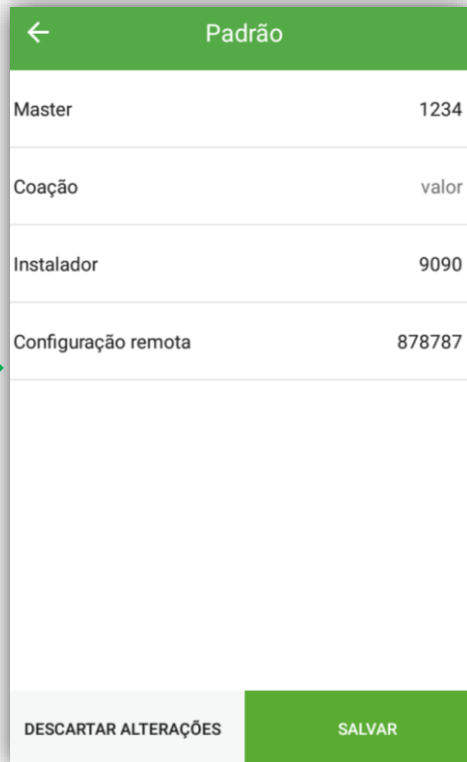 Padrão
Master 1234
Coação valor
Instalador 9090
Configuração remota 878787
DESCARTAR ALTERAÇÕES SALVAR